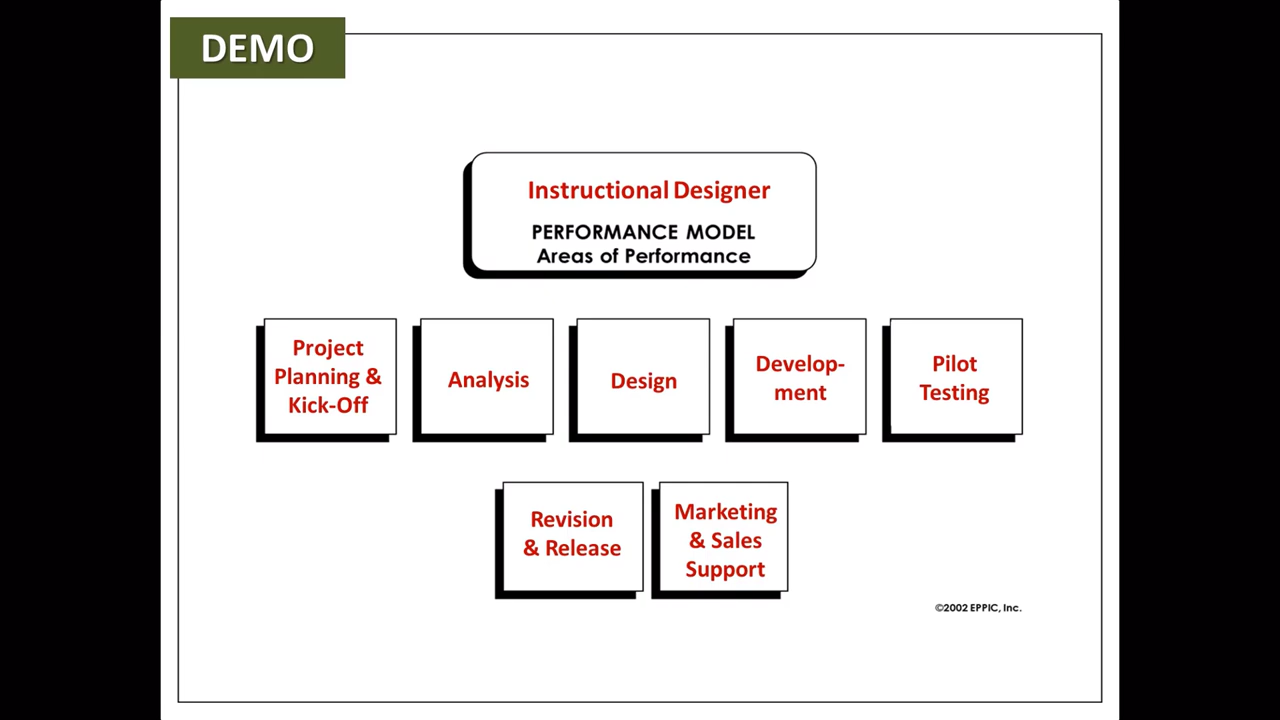 DEMO
Instructional Designer
PERFORMANCE MODEL
Areas of Performance
Project
Planning &
Kick-Off
Analysis
Design
Develop-
ment
Pilot
Testing
Revision
& Release
Marketing
& Sales
Support
©2002 EPPIC, Inc.